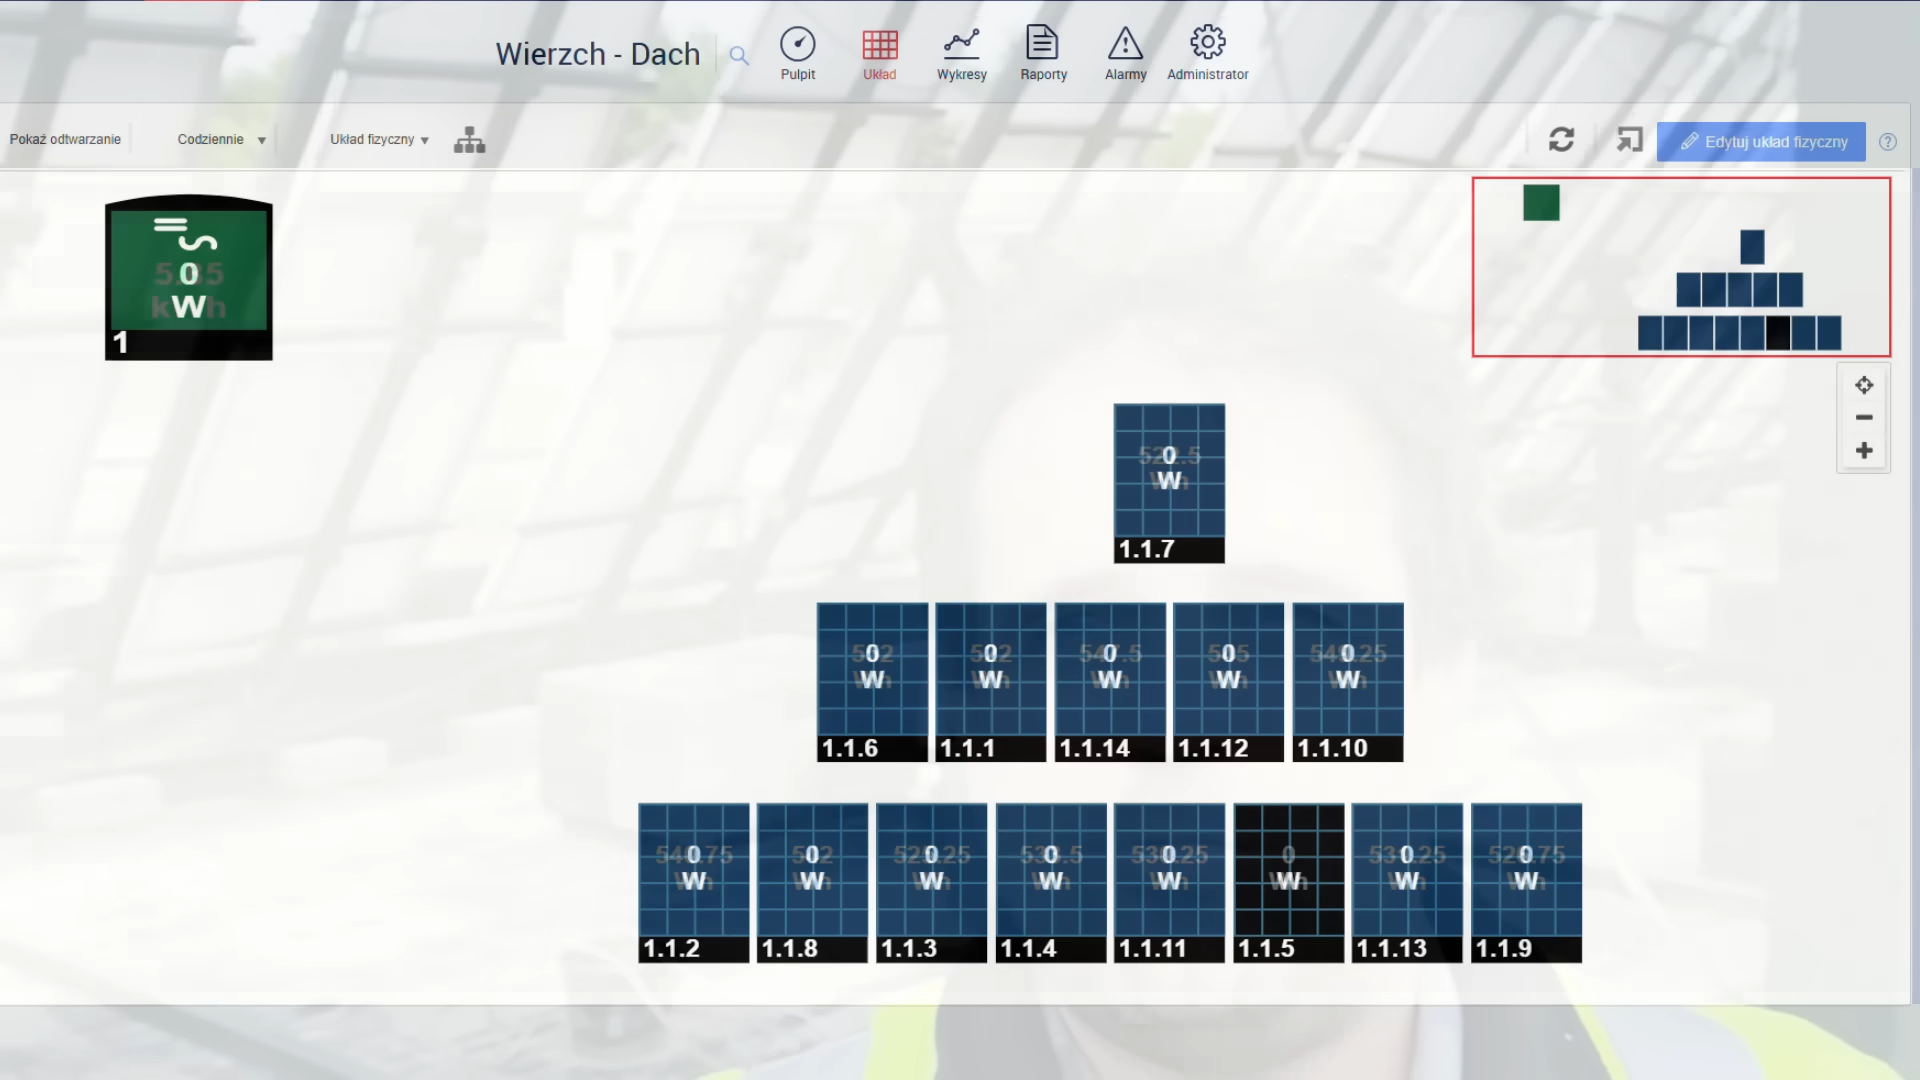 Wierzch - Dach
Pulpit
Układ
Wykresy
Raporty
Alarmy
Administrator
Pokaż odtwarzanie
Codziennie
Układ fizyczny
Edytuj układ fizyczny
?
0
W
1
0
W
1.1.7
0
W
1.1.6
0
W
1.1.1
0
W
1.1.14
0
W
1.1.12
0
W
1.1.10
0
W
1.1.2
0
W
1.1.8
0
W
1.1.3
0
W
1.1.4
0
W
1.1.11
0
W
1.1.5
0
W
1.1.13
0
W
1.1.9